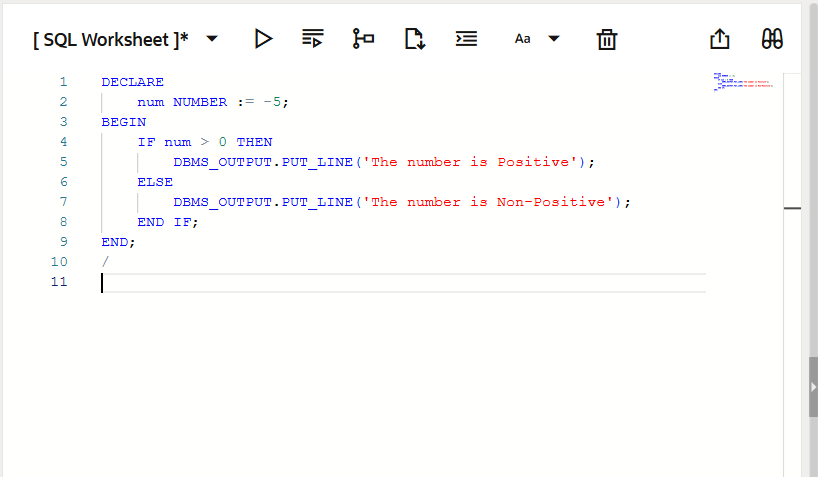 [ SQL Worksheet ]* Aa
1 DECLARE
2 num NUMBER := -5;
3 BEGIN
4 IF num > 0 THEN
5 DBMS_OUTPUT.PUT_LINE('The number is Positive');
6 ELSE
7 DBMS_OUTPUT.PUT_LINE('The number is Non-Positive');
8 END IF;
9 END;
10 /
11